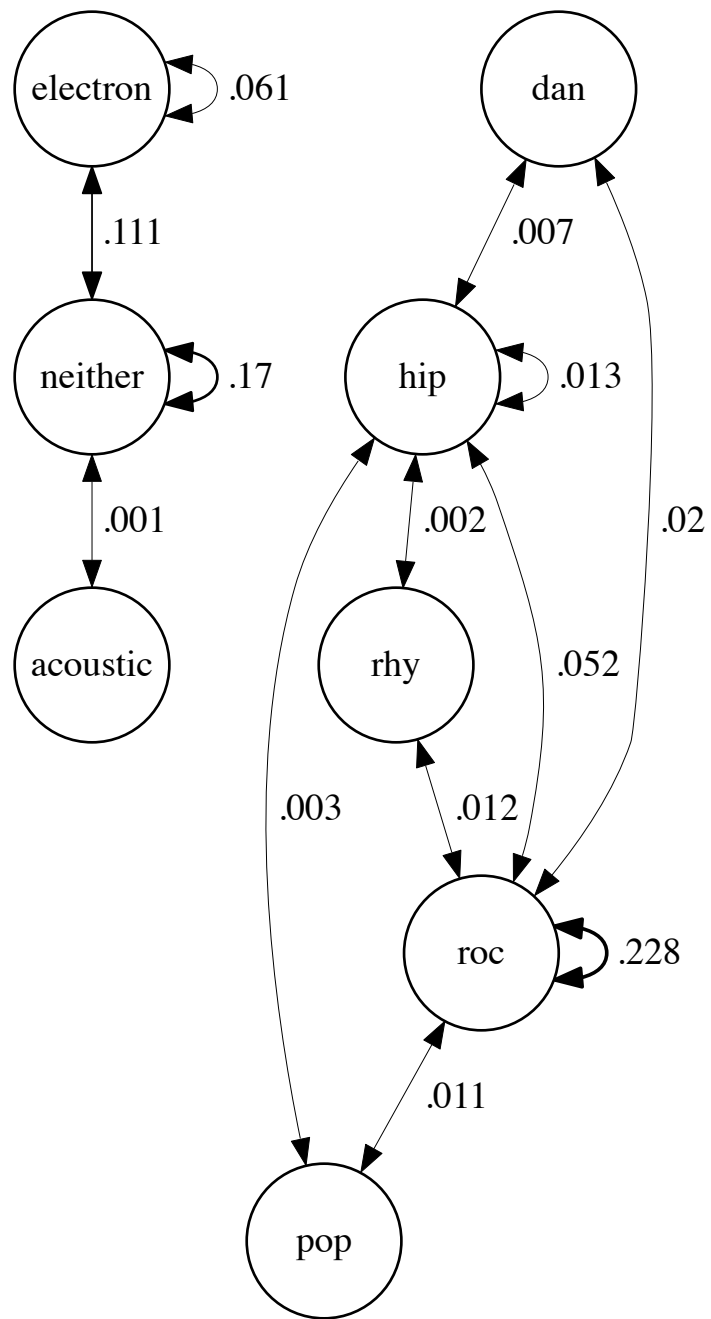 electron
.061
dan
.111
.007
neither
.17
hip
.013
.001
.002
.02
acoustic
rhy
.052
.003
.012
roc
.228
.011
pop